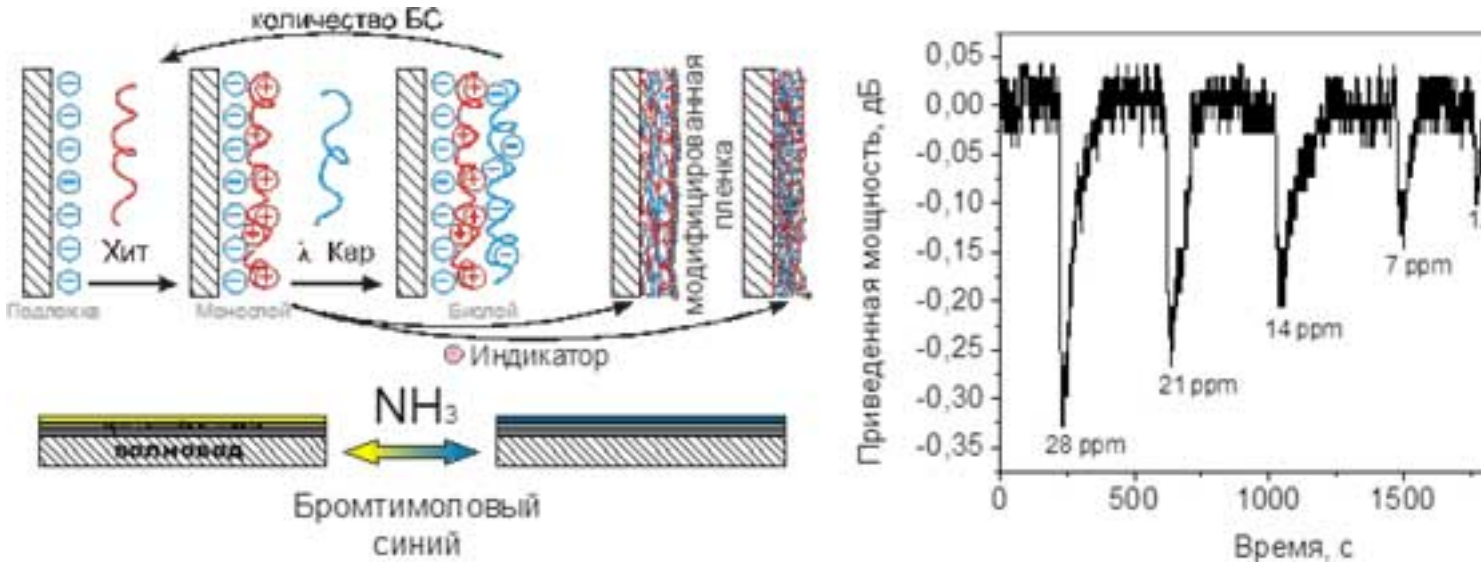 количество БС
Хит
λ Кар
Подложка
Монослой
Бислой
модифицированная
пленка
Индикатор
NH₃
волновод
Бромтимоловый
синий
Приведенная мощность, дБ
0,05
0,00
-0,05
-0,10
-0,15
-0,20
-0,25
-0,30
-0,35
28 ppm
21 ppm
14 ppm
7 ppm
0
500
1000
1500
Время, с